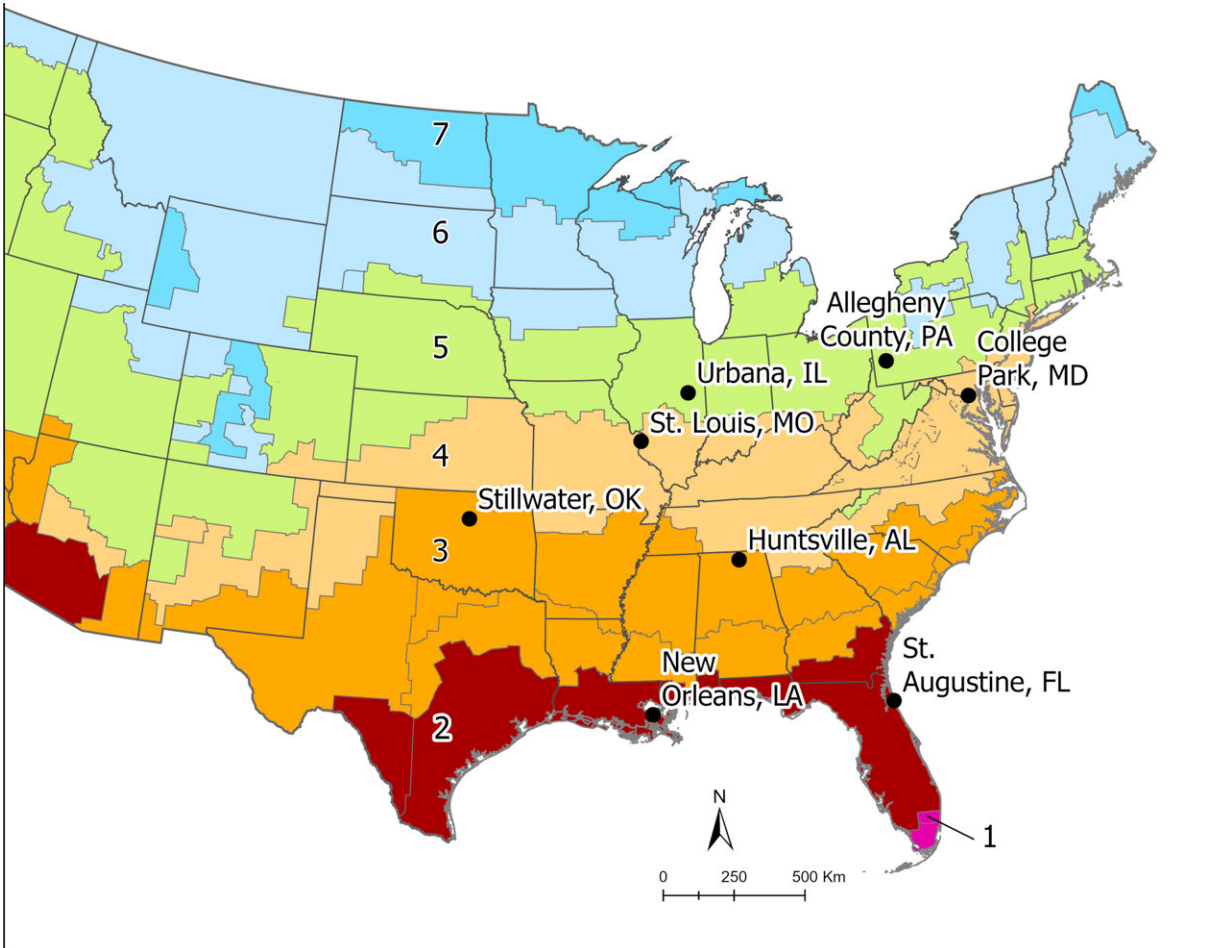 7
6
Allegheny
County, PA
College
Park, MD
5
Urbana, IL
St. Louis, MO
4
Stillwater, OK
3
Huntsville, AL
St.
Augustine, FL
New
Orleans, LA
2
N
1
0 250 500 Km